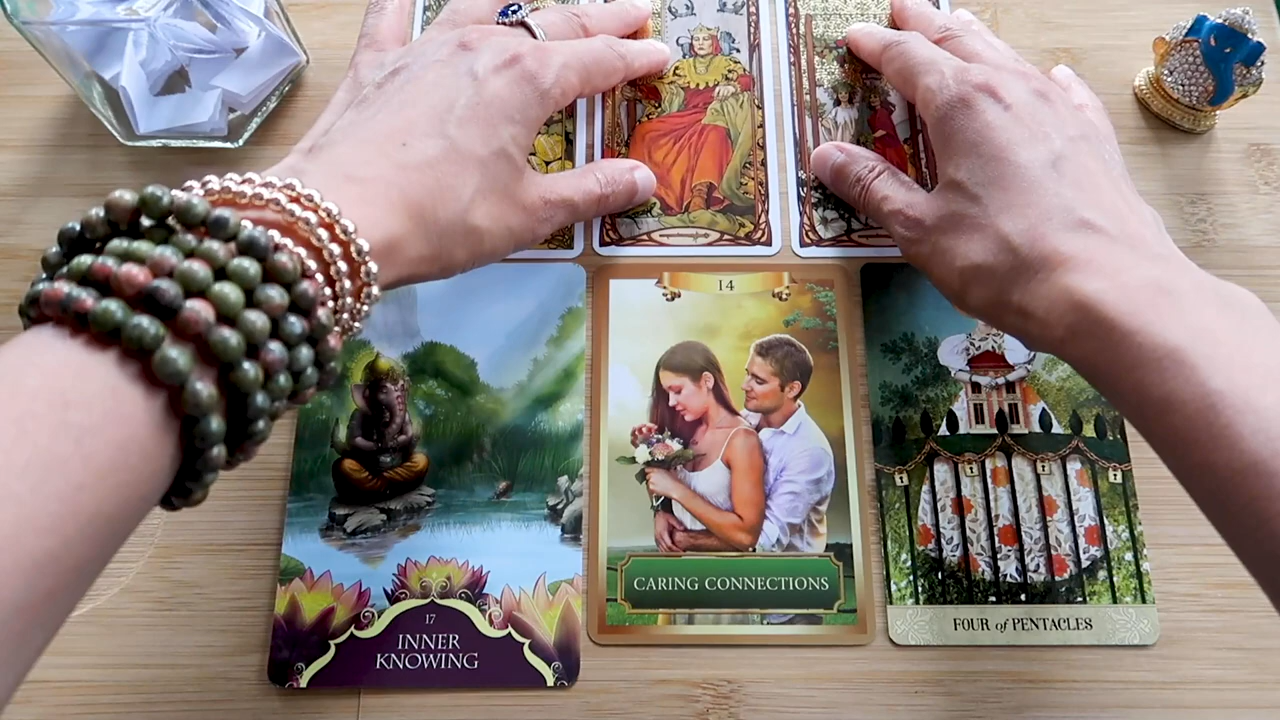 14
CARING CONNECTIONS
17
INNER
KNOWING
FOUR of PENTACLES